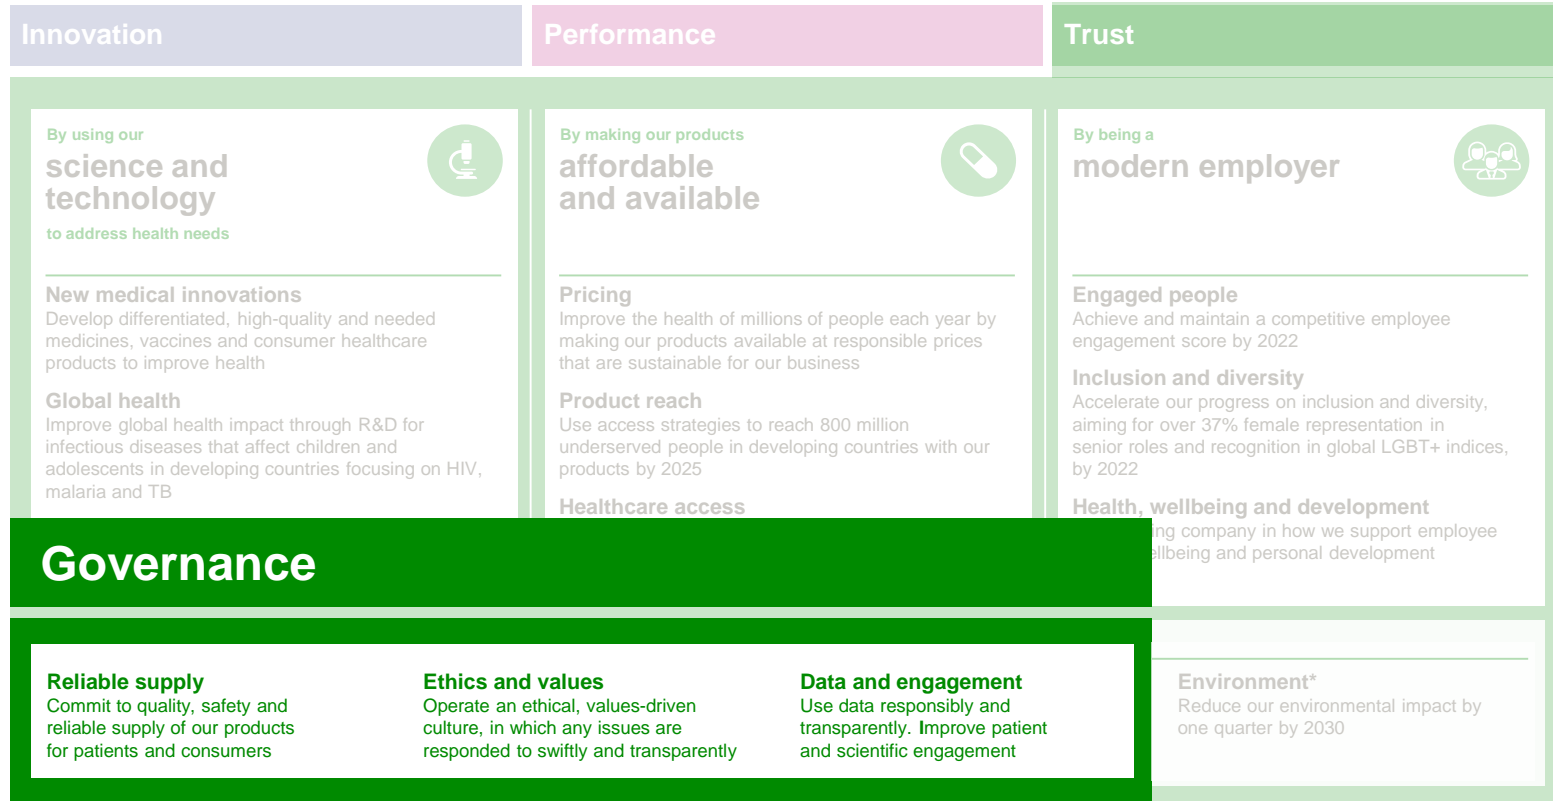 Innovation
Performance
Trust
By using our
science and
technology
to address health needs
New medical innovations
Develop differentiated, high-quality and needed
medicines, vaccines and consumer healthcare
products to improve health
Global health
Improve global health impact through R&D for
infectious diseases that affect children and
adolescents in developing countries focusing on HIV,
malaria and TB
By making our products
affordable
and available
Pricing
Improve the health of millions of people each year by
making our products available at responsible prices
that are sustainable for our business
Product reach
Use access strategies to reach 800 million
underserved people in developing countries with our
products by 2025
Healthcare access
By being a
modern employer
Engaged people
Achieve and maintain a competitive employee
engagement score by 2022
Inclusion and diversity
Accelerate our progress on inclusion and diversity,
aiming for over 37% female representation in
senior roles and recognition in global LGBT+ indices,
by 2022
Health, wellbeing and development
company in how we support employee
and personal development
Governance
Reliable supply
Commit to quality, safety and
reliable supply of our products
for patients and consumers
Ethics and values
Operate an ethical, values-driven
culture, in which any issues are
responded to swiftly and transparently
Data and engagement
Use data responsibly and
transparently. Improve patient
and scientific engagement
Environment*
Reduce our environmental impact by
one quarter by 2030